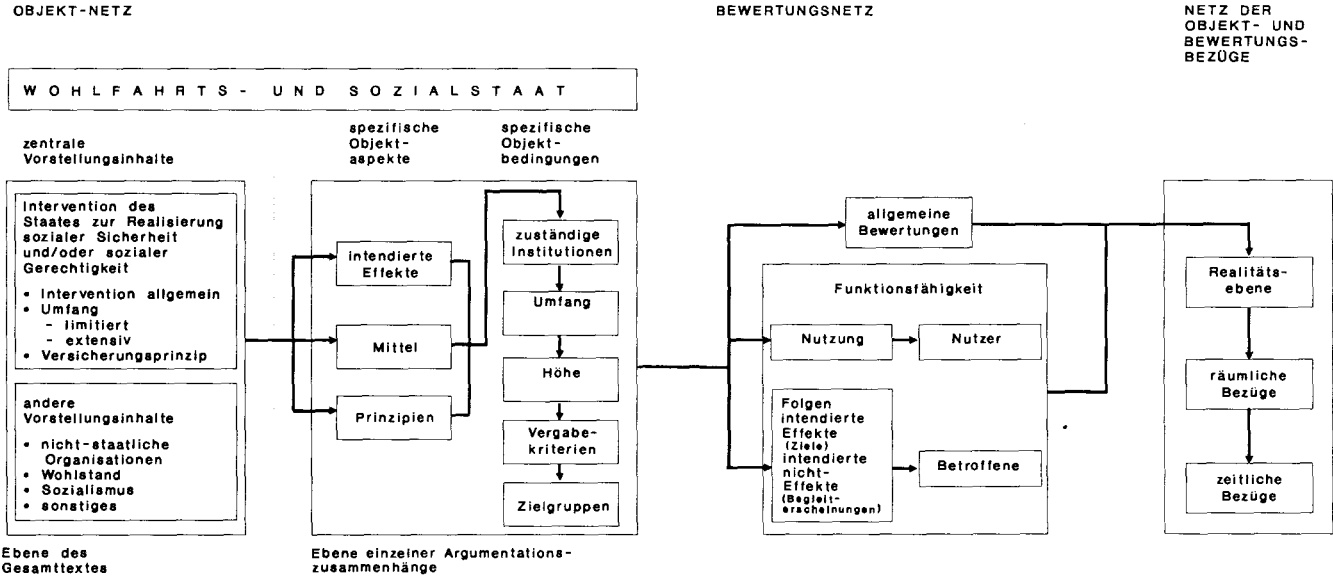 OBJEKT-NETZ
BEWERTUNGSNETZ
NETZ DER
OBJEKT- UND
BEWERTUNGS-
BEZÜGE
WOHLFAHRTS- UND SOZIALSTAAT
zentrale
Vorstellungsinhalte
spezifische
Objekt-
aspekte
spezifische
Objekt-
bedingungen
Intervention des
Staates zur Realisierung
sozialer Sicherheit
und/oder sozialer
Gerechtigkeit
• Intervention allgemein
• Umfang
- limitiert
- extensiv
• Versicherungsprinzip
andere
Vorstellungsinhalte
• nicht-staatliche
Organisationen
• Wohlstand
• Sozialismus
• sonstiges
Ebene des
Gesamttextes
intendierte
Effekte
Mittel
Prinzipien
zuständige
Institutionen
Umfang
Höhe
Vergabe-
kriterien
Zielgruppen
Ebene einzelner Argumentations-
zusammenhänge
allgemeine
Bewertungen
Funktionsfähigkeit
Nutzung
Nutzer
Folgen
intendierte
Effekte
(Ziele)
intendierte
nicht-
Effekte
(Begleit-
erscheinungen)
Betroffene
Realitäts-
ebene
räumliche
Bezüge
zeitliche
Bezüge